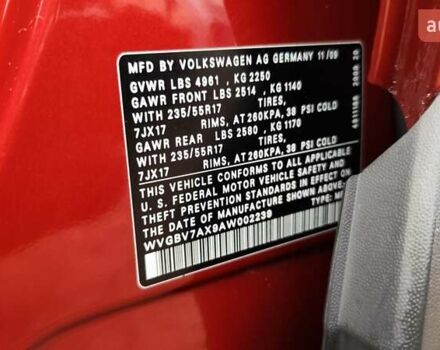 MFD BY VOLKSWAGEN AG GERMANY 11/09
GVWR LBS 4961 , KG 2250
GAWR FRONT LBS 2514 , KG 1140
WITH 235/55R17 TIRES,
7JX17 RIMS, AT 260KPA, 38 PSI COLD
GAWR REAR LBS 2580 , KG 1170
WITH 235/55R17 TIRES,
7JX17 RIMS, AT 260KPA, 38 PSI COLD
THIS VEHICLE CONFORMS TO ALL APPLICABLE
U. S. FEDERAL MOTOR VEHICLE SAFETY AND THEFT
PREVENTION STANDARDS IN EFFECT ON
THE DATE OF MANUFACTURE SHOWN ABOVE.
WVGBV7AX9AW002239 TYPE: